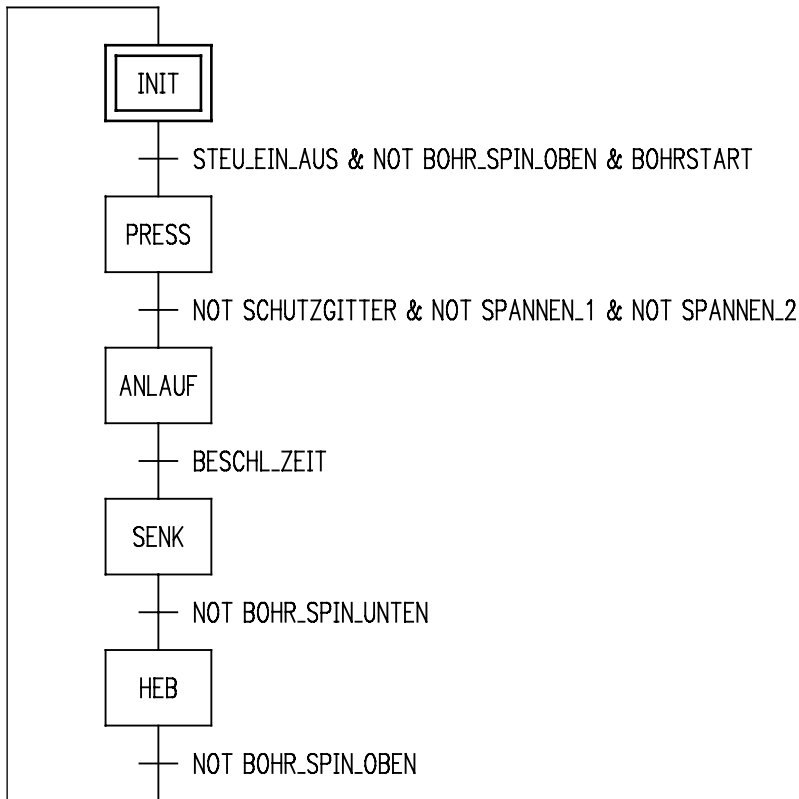 INIT
STEU_EIN_AUS & NOT BOHR_SPIN_OBEN & BOHRSTART
PRESS
NOT SCHUTZGITTER & NOT SPANNEN_1 & NOT SPANNEN_2
ANLAUF
BESCHL_ZEIT
SENK
NOT BOHR_SPIN_UNTEN
HEB
NOT BOHR_SPIN_OBEN